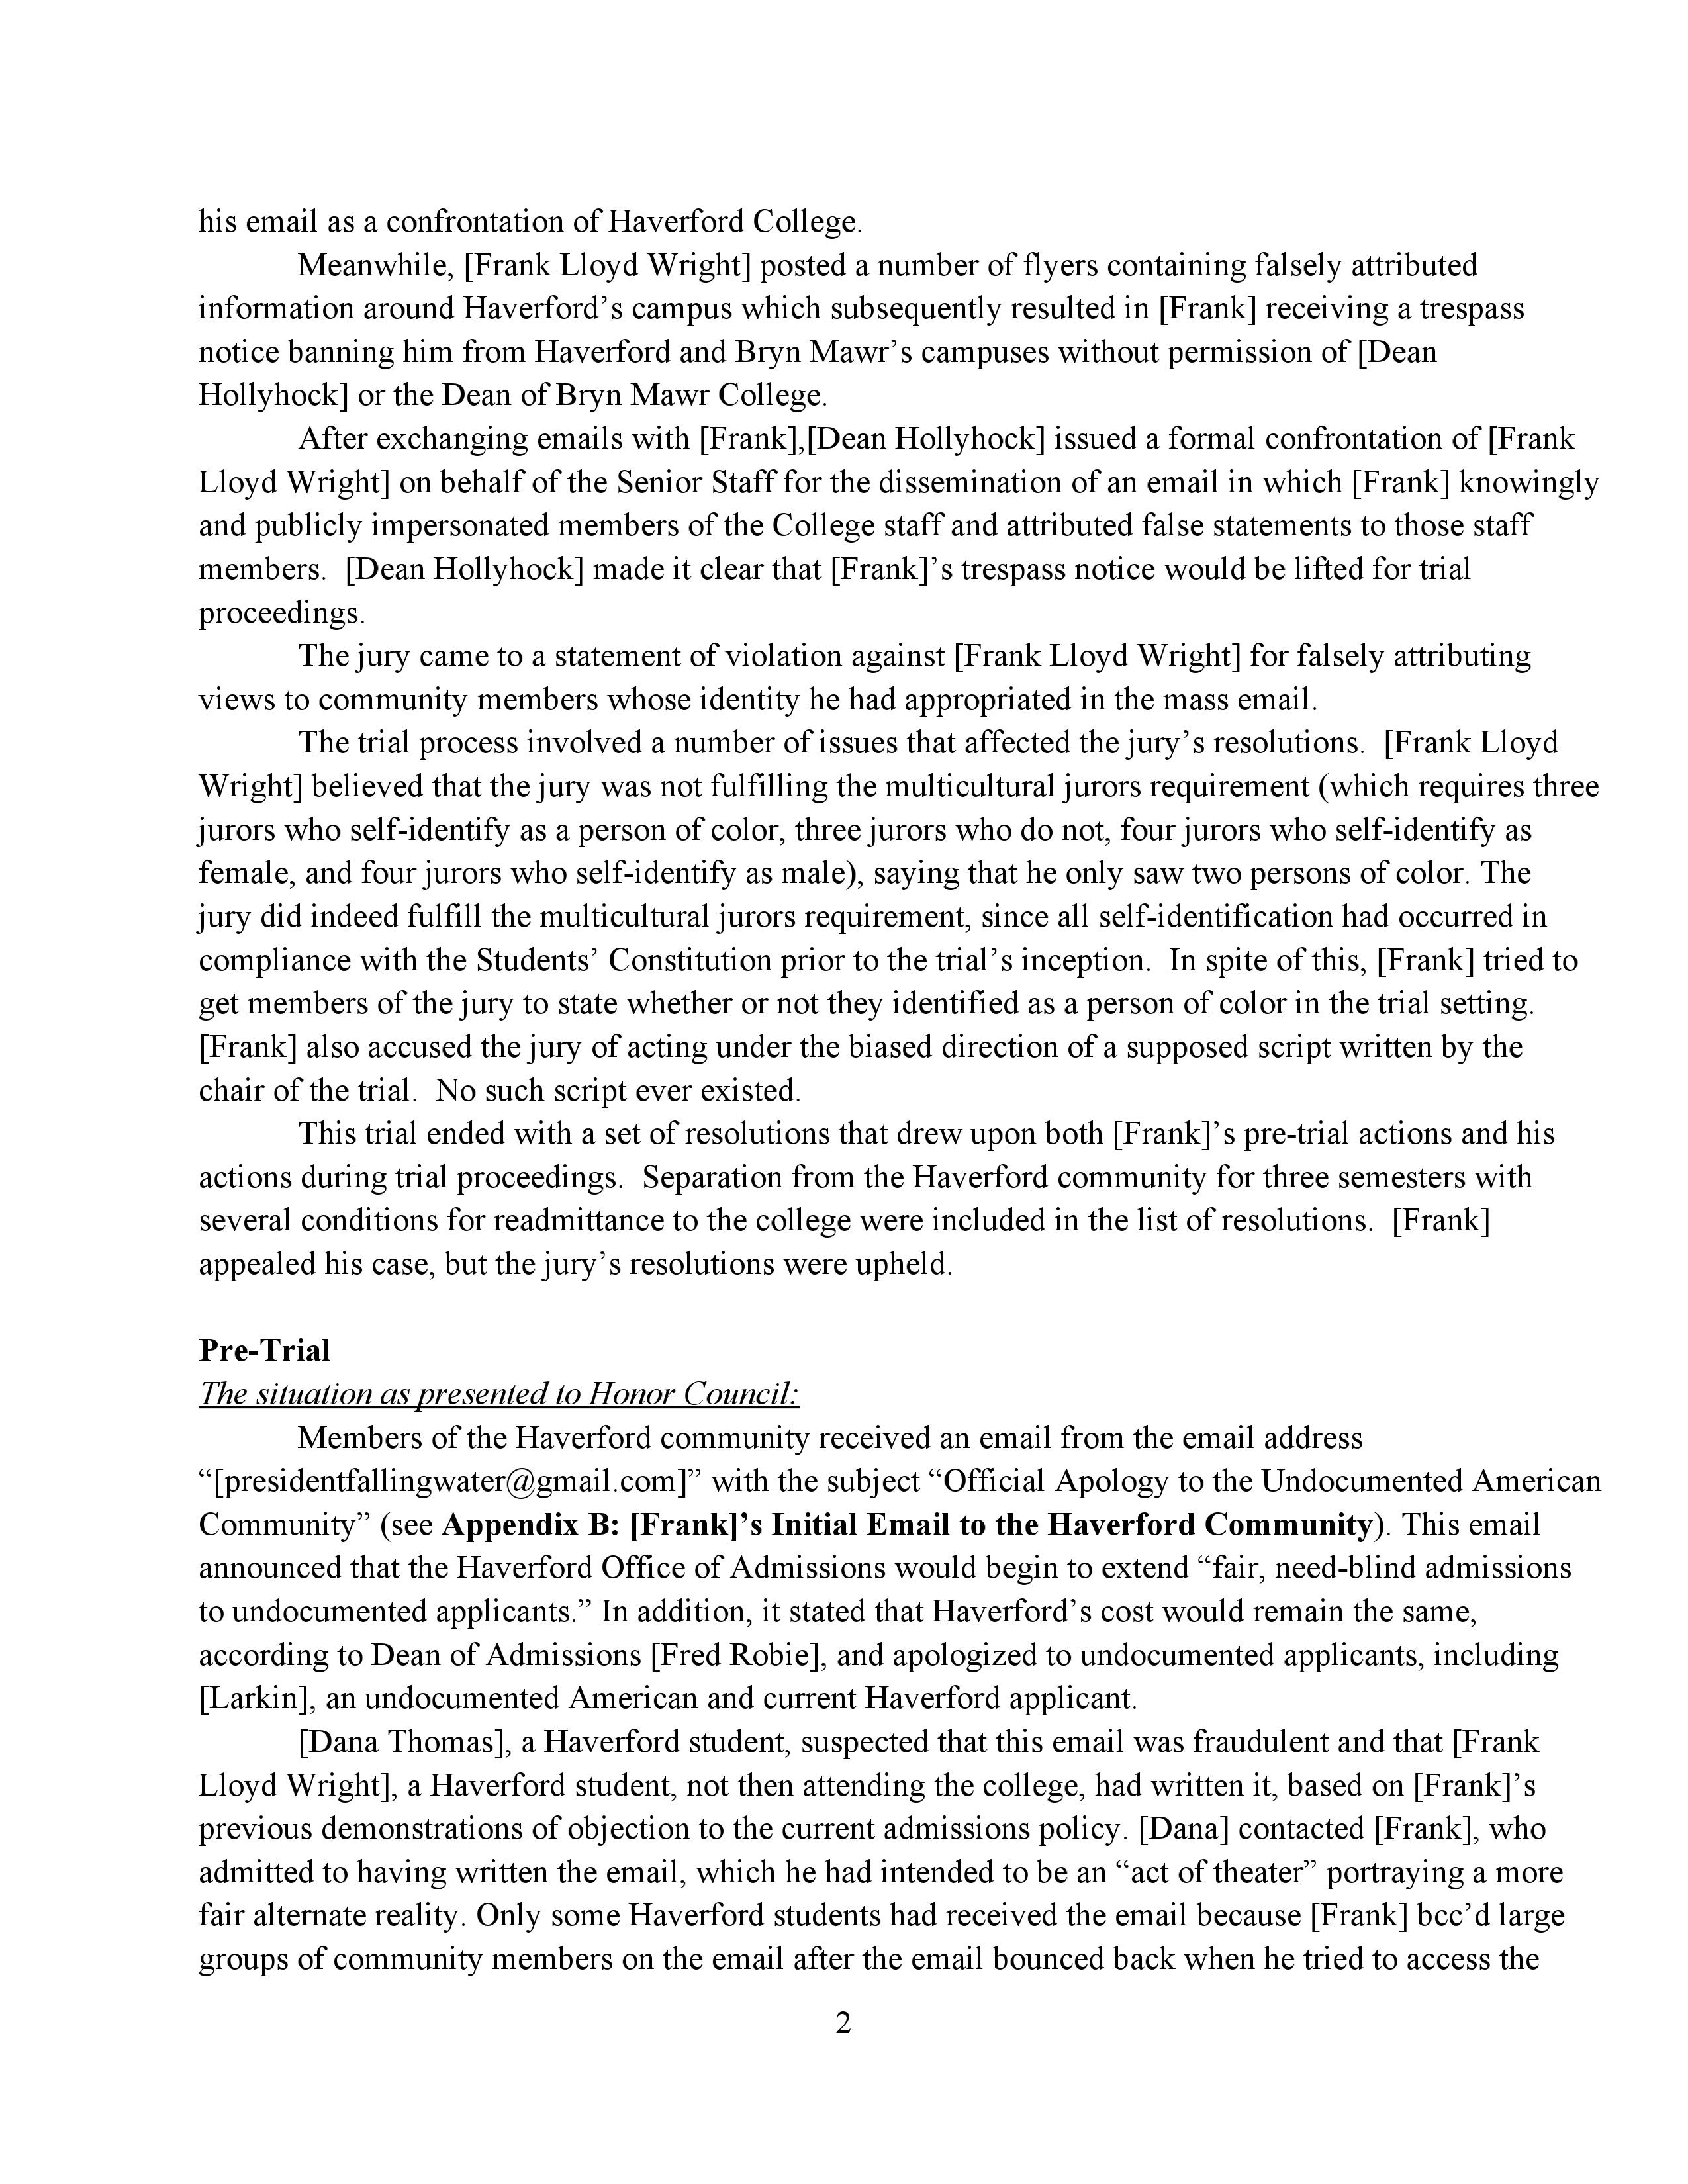 his email as a confrontation of Haverford College.
Meanwhile, [Frank Lloyd Wright] posted a number of flyers containing falsely attributed
information around Haverford’s campus which subsequently resulted in [Frank] receiving a trespass
notice banning him from Haverford and Bryn Mawr’s campuses without permission of [Dean
Hollyhock] or the Dean of Bryn Mawr College.
After exchanging emails with [Frank],[Dean Hollyhock] issued a formal confrontation of [Frank
Lloyd Wright] on behalf of the Senior Staff for the dissemination of an email in which [Frank] knowingly
and publicly impersonated members of the College staff and attributed false statements to those staff
members.  [Dean Hollyhock] made it clear that [Frank]’s trespass notice would be lifted for trial
proceedings.
The jury came to a statement of violation against [Frank Lloyd Wright] for falsely attributing
views to community members whose identity he had appropriated in the mass email.
The trial process involved a number of issues that affected the jury’s resolutions.  [Frank Lloyd
Wright] believed that the jury was not fulfilling the multicultural jurors requirement (which requires three
jurors who self-identify as a person of color, three jurors who do not, four jurors who self-identify as
female, and four jurors who self-identify as male), saying that he only saw two persons of color. The
jury did indeed fulfill the multicultural jurors requirement, since all self-identification had occurred in
compliance with the Students’ Constitution prior to the trial’s inception.  In spite of this, [Frank] tried to
get members of the jury to state whether or not they identified as a person of color in the trial setting.
[Frank] also accused the jury of acting under the biased direction of a supposed script written by the
chair of the trial.  No such script ever existed.
This trial ended with a set of resolutions that drew upon both [Frank]’s pre-trial actions and his
actions during trial proceedings.  Separation from the Haverford community for three semesters with
several conditions for readmittance to the college were included in the list of resolutions.  [Frank]
appealed his case, but the jury’s resolutions were upheld.
Pre-Trial
The situation as presented to Honor Council:
Members of the Haverford community received an email from the email address
“[presidentfallingwater@gmail.com]” with the subject “Official Apology to the Undocumented American
Community” (see Appendix B: [Frank]’s Initial Email to the Haverford Community). This email
announced that the Haverford Office of Admissions would begin to extend “fair, need-blind admissions
to undocumented applicants.” In addition, it stated that Haverford’s cost would remain the same,
according to Dean of Admissions [Fred Robie], and apologized to undocumented applicants, including
[Larkin], an undocumented American and current Haverford applicant.
[Dana Thomas], a Haverford student, suspected that this email was fraudulent and that [Frank
Lloyd Wright], a Haverford student, not then attending the college, had written it, based on [Frank]’s
previous demonstrations of objection to the current admissions policy. [Dana] contacted [Frank], who
admitted to having written the email, which he had intended to be an “act of theater” portraying a more
fair alternate reality. Only some Haverford students had received the email because [Frank] bcc’d large
groups of community members on the email after the email bounced back when he tried to access the
2